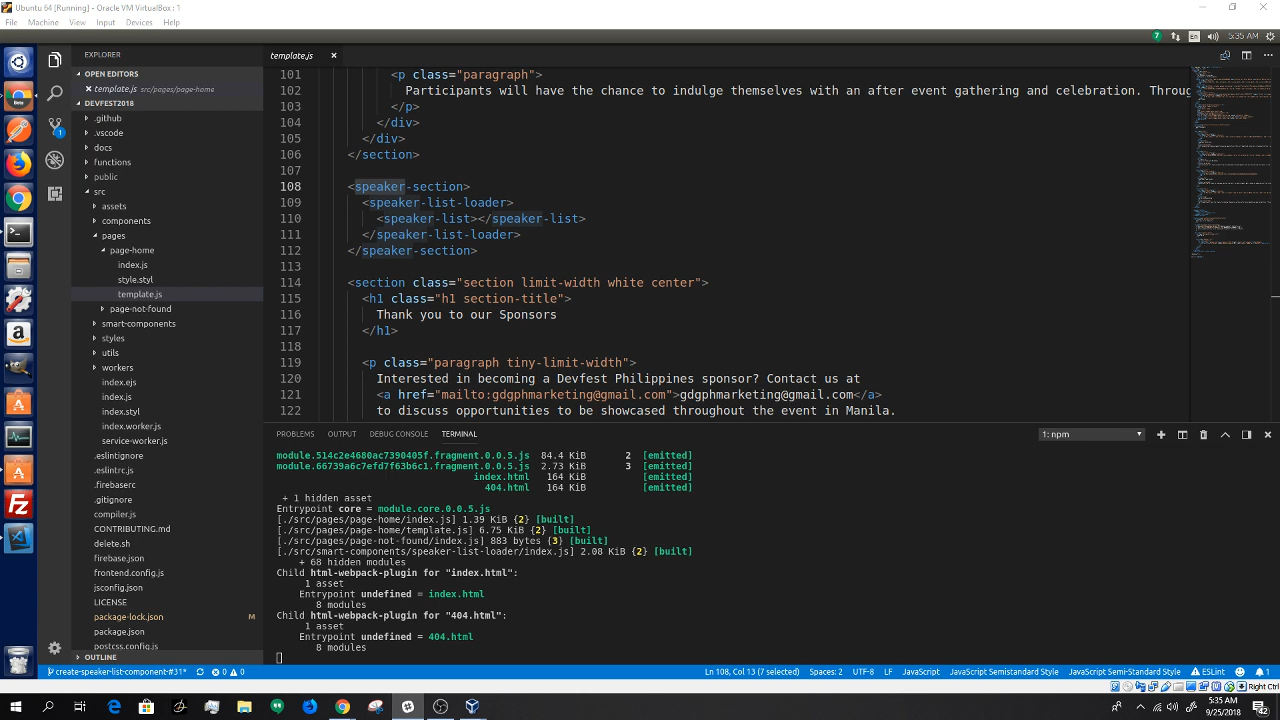 Ubuntu 64 [Running] - Oracle VM VirtualBox : 1
File Machine View Input Devices Help
7 En 5:35 AM
EXPLORER
OPEN EDITORS
× template.js src/pages/page-home
DEVFEST2018
.github
.vscode
docs
functions
public
src
assets
components
pages
page-home
index.js
style.styl
template.js
page-not-found
smart-components
styles
utils
workers
index.ejs
index.js
index.styl
index.worker.js
service-worker.js
.eslintignore
.eslintrc.js
.firebaserc
.gitignore
compiler.js
CONTRIBUTING.md
delete.sh
firebase.json
frontend.config.js
jsconfig.json
LICENSE
package-lock.json M
package.json
postcss.config.js
OUTLINE
1
template.js ×
101 <p class="paragraph">
102 Participants will have the chance to indulge themselves with an after event gathering and celebration. Throug
103 </p>
104 </div>
105 </div>
106 </section>
107
108 <speaker-section>
109 <speaker-list-loader>
110 <speaker-list></speaker-list>
111 </speaker-list-loader>
112 </speaker-section>
113
114 <section class="section limit-width white center">
115 <h1 class="h1 section-title">
116 Thank you to our Sponsors
117 </h1>
118
119 <p class="paragraph tiny-limit-width">
120 Interested in becoming a Devfest Philippines sponsor? Contact us at
121 <a href="mailto:gdgphmarketing@gmail.com">gdgphmarketing@gmail.com</a>
122 to discuss opportunities to be showcased throughout the event in Manila.
PROBLEMS OUTPUT DEBUG CONSOLE TERMINAL 1: npm
module.514c2e4680ac7390405f.fragment.0.0.5.js 84.4 KiB 2 [emitted]
module.66739a6c7efd7f63b6c1.fragment.0.0.5.js 2.73 KiB 3 [emitted]
index.html 164 KiB [emitted]
404.html 164 KiB [emitted]
+ 1 hidden asset
Entrypoint core = module.core.0.0.5.js
[./src/pages/page-home/index.js] 1.39 KiB {2} [built]
[./src/pages/page-home/template.js] 6.75 KiB {2} [built]
[./src/pages/page-not-found/index.js] 883 bytes {3} [built]
[./src/smart-components/speaker-list-loader/index.js] 2.08 KiB {2} [built]
+ 68 hidden modules
Child html-webpack-plugin for "index.html":
1 asset
Entrypoint undefined = index.html
8 modules
Child html-webpack-plugin for "404.html":
1 asset
Entrypoint undefined = 404.html
8 modules
create-speaker-list-component-#31* 0 0 Ln 108, Col 13 (7 selected) Spaces: 2 UTF-8 LF JavaScript JavaScript Semistandard Style JavaScript Semi-Standard Style ESLint 1
Right Ctrl
5:35 AM
9/25/2018
42